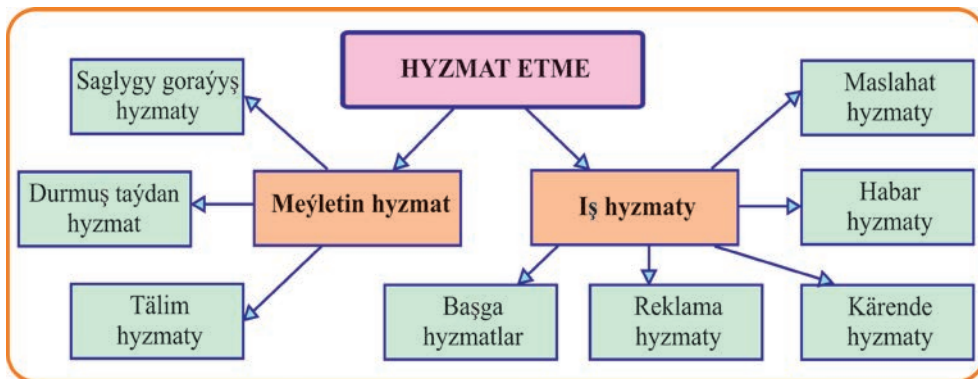 HYZMAT ETME
Saglygy goraýyş
hyzmaty
Durmuş taýdan
hyzmat
Tälim
hyzmaty
Meýletin hyzmat
Iş hyzmaty
Maslahat
hyzmaty
Habar
hyzmaty
Başga
hyzmatlar
Reklama
hyzmaty
Kärende
hyzmaty